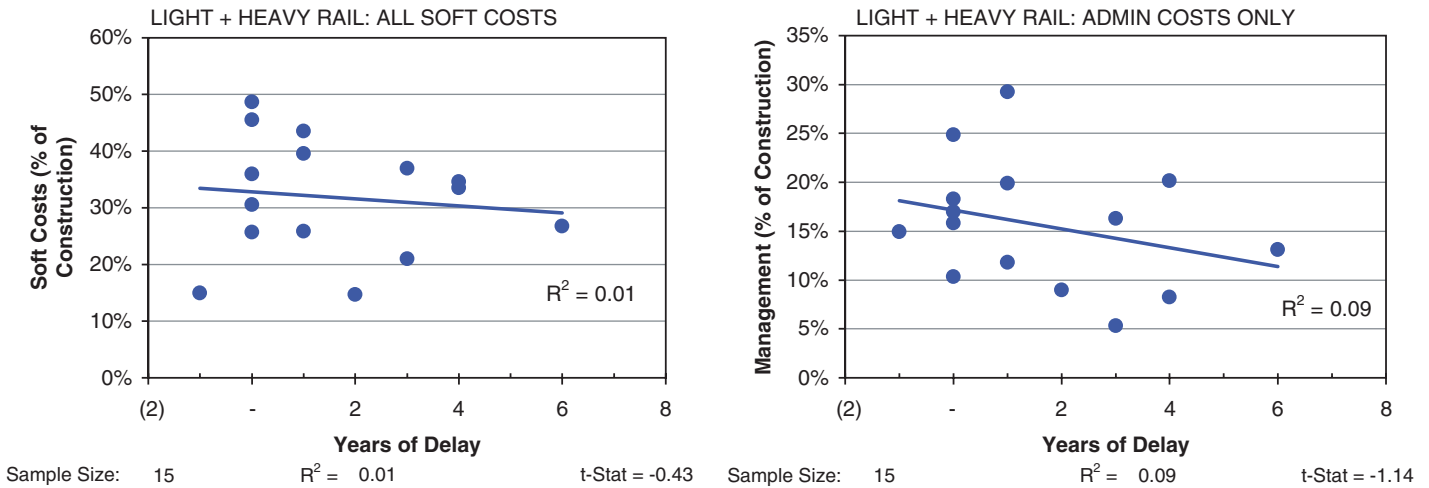 LIGHT + HEAVY RAIL: ALL SOFT COSTS
60%
50%
40%
30%
20%
10%
0%
Soft Costs (% of
Construction)
R² = 0.01
(2)
-
2
4
6
8
Years of Delay
Sample Size: 15 R² = 0.01 t-Stat = -0.43
LIGHT + HEAVY RAIL: ADMIN COSTS ONLY
35%
30%
25%
20%
15%
10%
5%
0%
Management (% of Construction)
R² = 0.09
(2)
-
2
4
6
8
Years of Delay
Sample Size: 15 R² = 0.09 t-Stat = -1.14